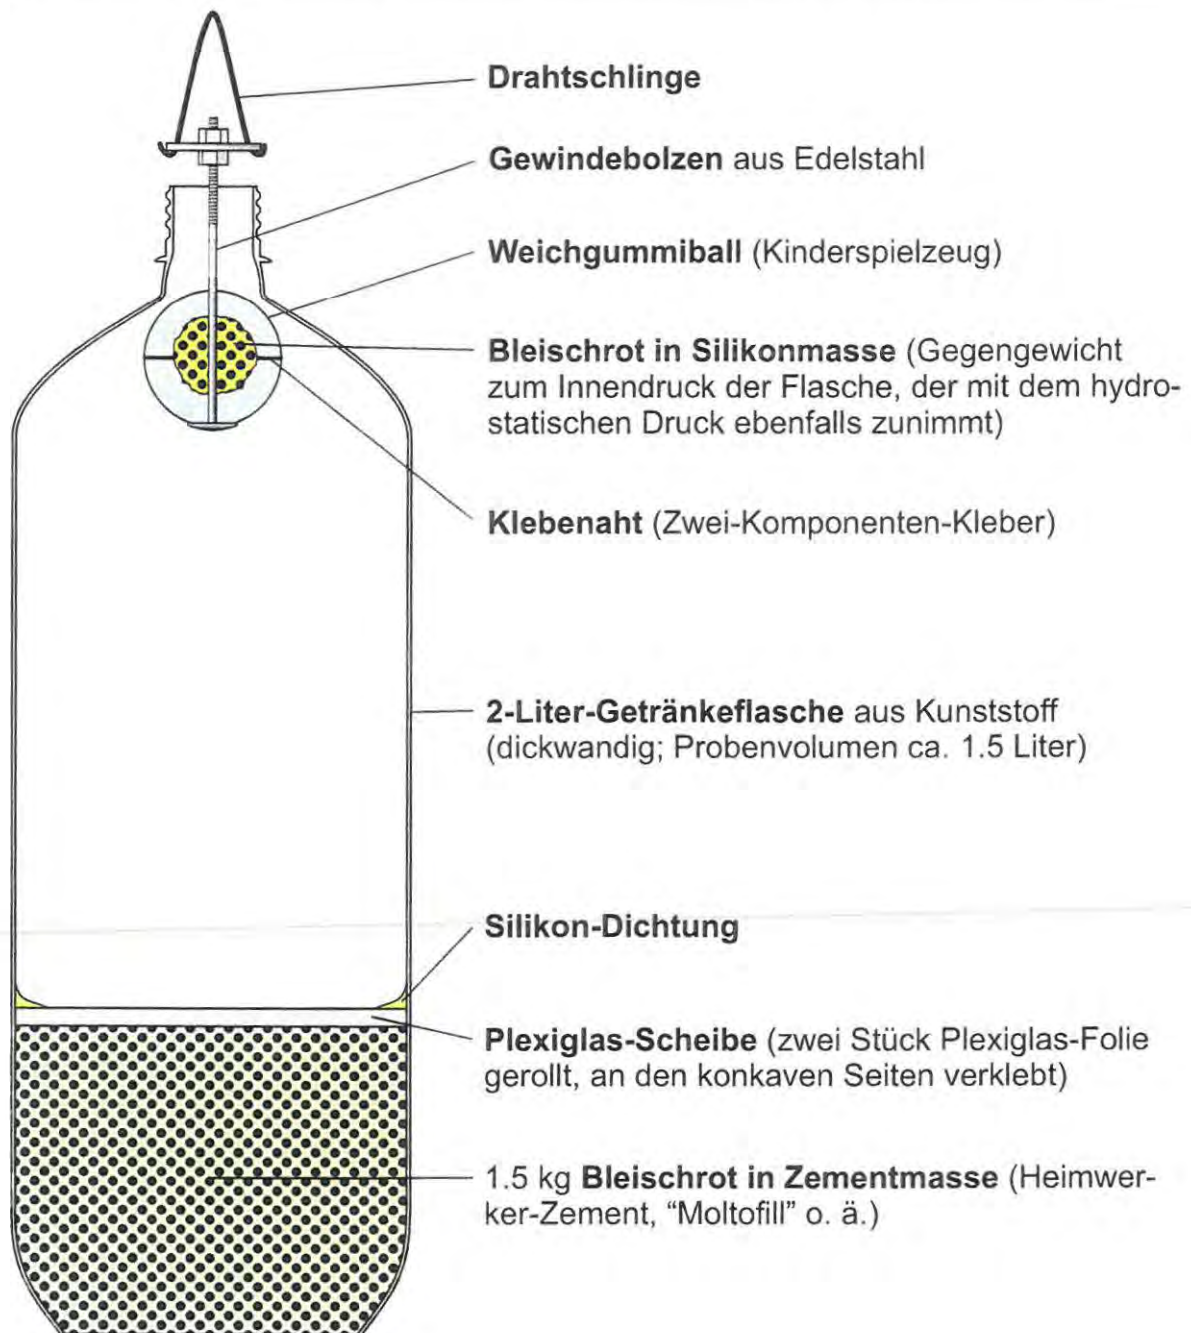 Drahtschlinge
Gewindebolzen aus Edelstahl
Weichgummiball (Kinderspielzeug)
Bleischrot in Silikonmasse (Gegengewicht
zum Innendruck der Flasche, der mit dem hydro-
statischen Druck ebenfalls zunimmt)
Klebenaht (Zwei-Komponenten-Kleber)
2-Liter-Getränkeflasche aus Kunststoff
(dickwandig; Probenvolumen ca. 1.5 Liter)
Silikon-Dichtung
Plexiglas-Scheibe (zwei Stück Plexiglas-Folie
gerollt, an den konkaven Seiten verklebt)
1.5 kg Bleischrot in Zementmasse (Heimwer-
ker-Zement, “Moltofill” o. ä.)